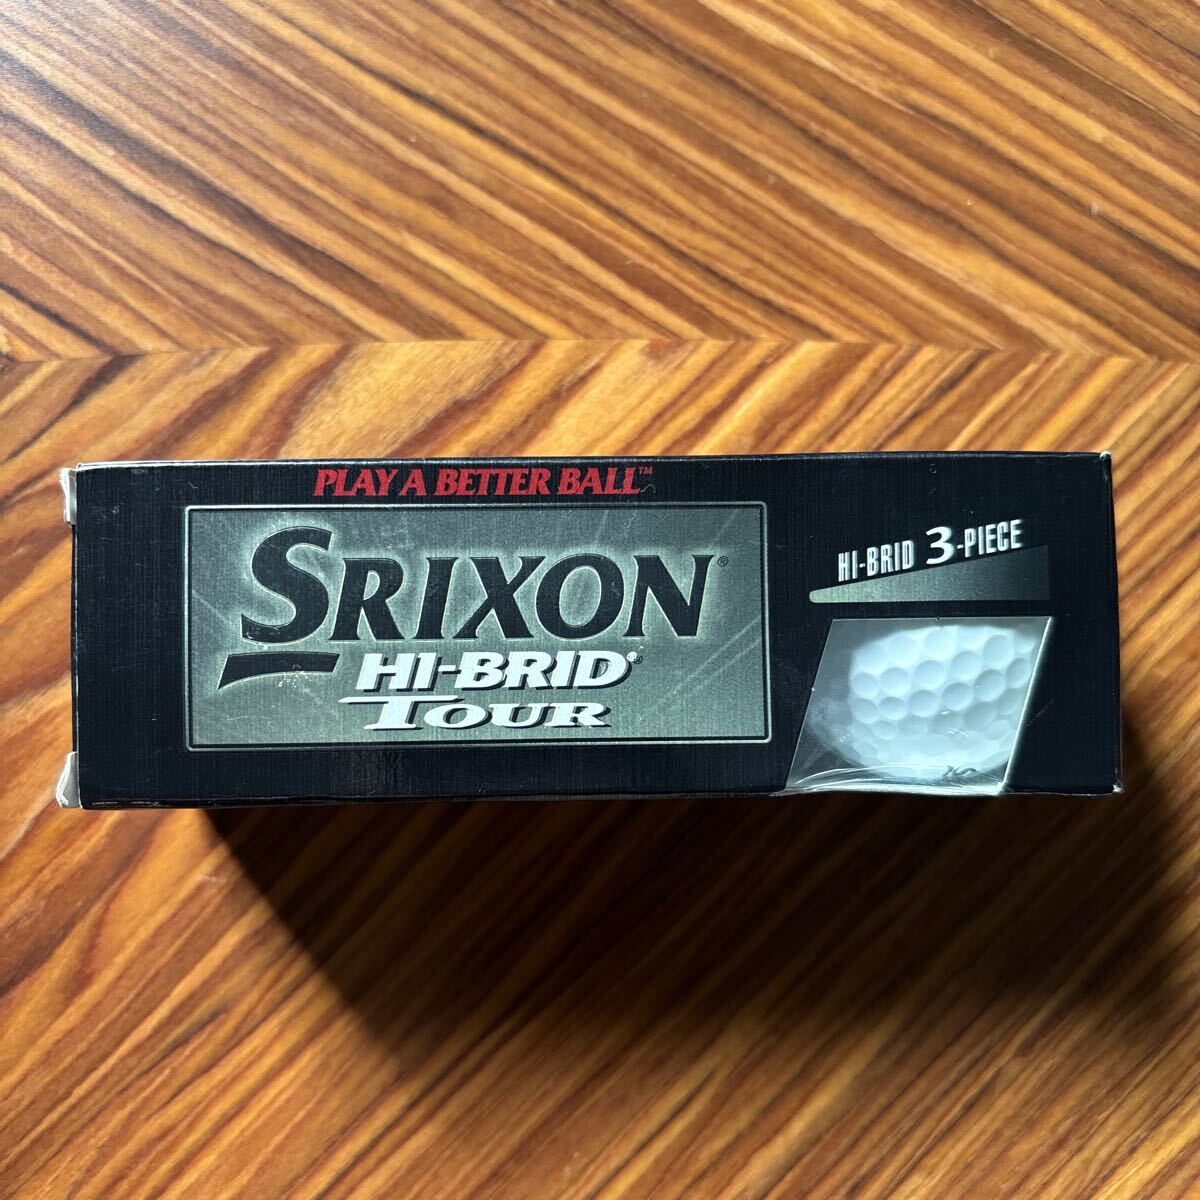 PLAY A BETTER BALL™
SRIXON®
HI-BRID®
TOUR
HI-BRID 3-PIECE